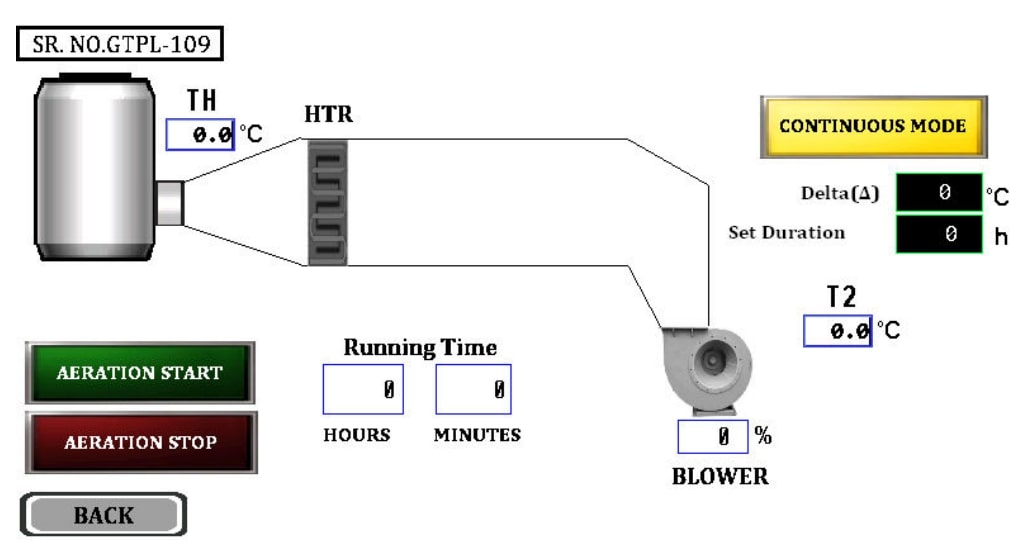 SR. NO.GTPL-109
TH
0.0 °C
HTR
CONTINUOUS MODE
Delta(Δ) 0 °C
Set Duration 0 h
T2
0.0 °C
AERATION START
AERATION STOP
Running Time
0 0
HOURS MINUTES
0 %
BLOWER
BACK